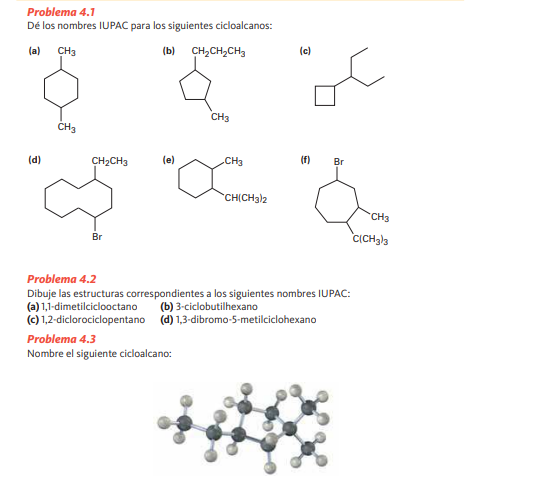 Problema 4.1
Dé los nombres IUPAC para los siguientes cicloalcanos:
(a) CH3 (b) CH2CH2CH3 (c)
CH3
CH3
(d) CH2CH3 (e) CH3 (f) Br
CH(CH3)2
CH3
Br C(CH3)3
Problema 4.2
Dibuje las estructuras correspondientes a los siguientes nombres IUPAC:
(a) 1,1-dimetilciclooctano (b) 3-ciclobutilhexano
(c) 1,2-diclorociclopentano (d) 1,3-dibromo-5-metilciclohexano
Problema 4.3
Nombre el siguiente cicloalcano: